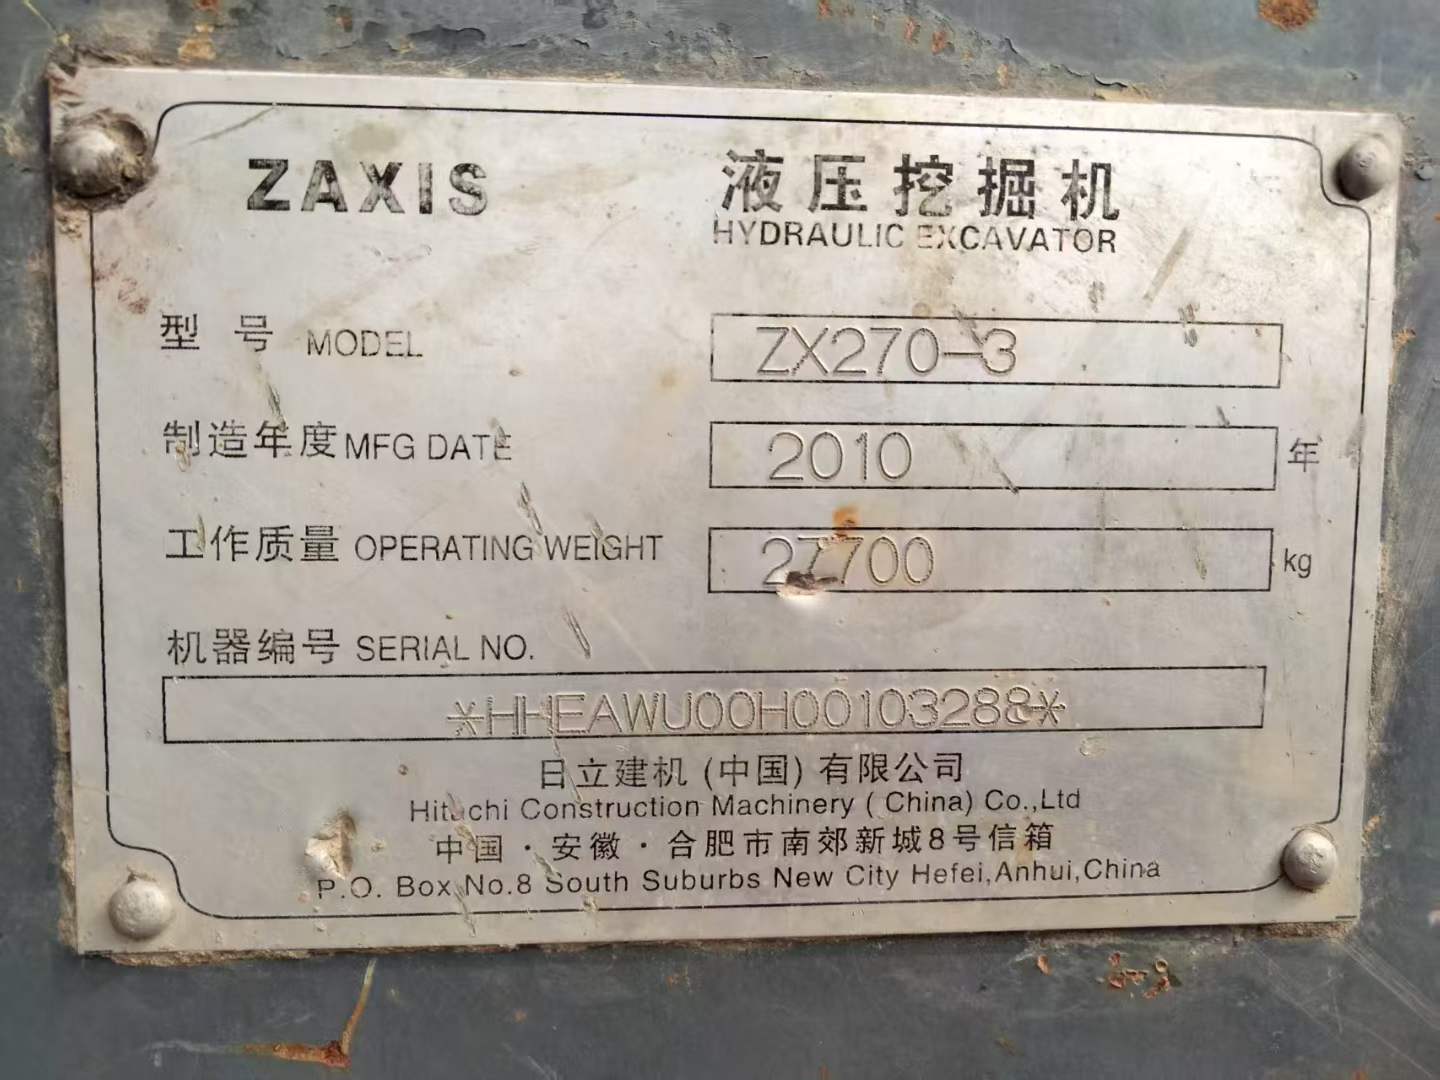 ZAXIS 液压挖掘机
HYDRAULIC EXCAVATOR
型号 MODEL ZX270-3
制造年度 MFG DATE 2010 年
工作质量 OPERATING WEIGHT 27700 kg
机器编号 SERIAL NO.
*HHEAWU00H00103288*
日立建机(中国)有限公司
Hitachi Construction Machinery (China) Co.,Ltd
中国·安徽·合肥市南郊新城8号信箱
P.O. Box No.8 South Suburbs New City Hefei,Anhui,China